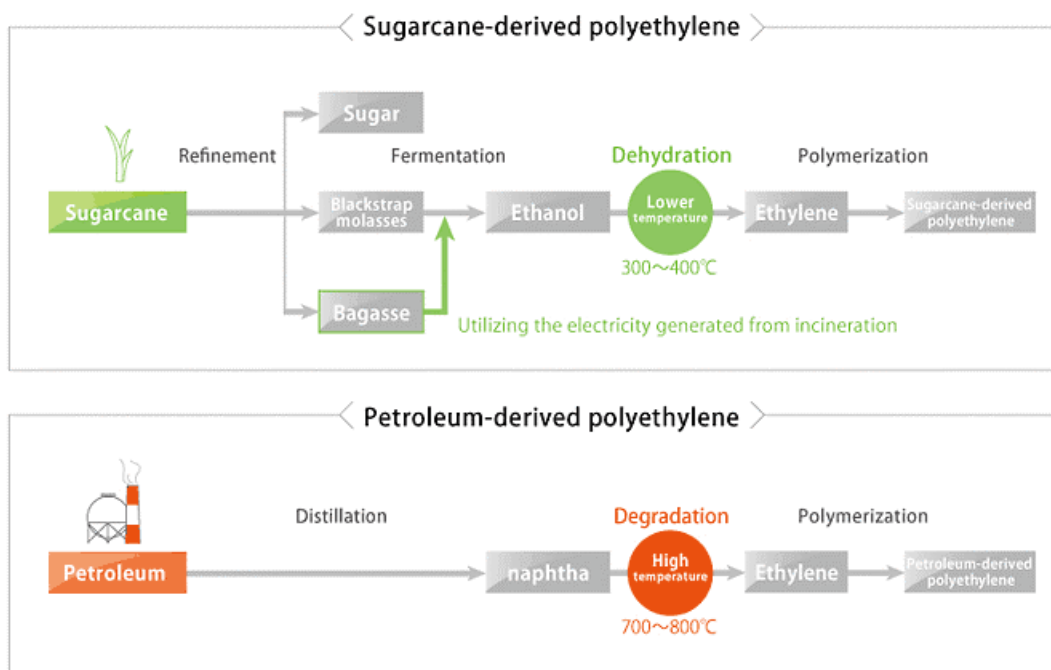 Sugarcane-derived polyethylene
Sugar
Refinement
Fermentation
Dehydration
Polymerization
Sugarcane
Blackstrap
molasses
Ethanol
Lower
temperature
Ethylene
Sugarcane-derived
polyethylene
300～400℃
Bagasse
Utilizing the electricity generated from incineration
Petroleum-derived polyethylene
Distillation
Degradation
Polymerization
Petroleum
naphtha
High
temperature
Ethylene
Petroleum-derived
polyethylene
700～800℃